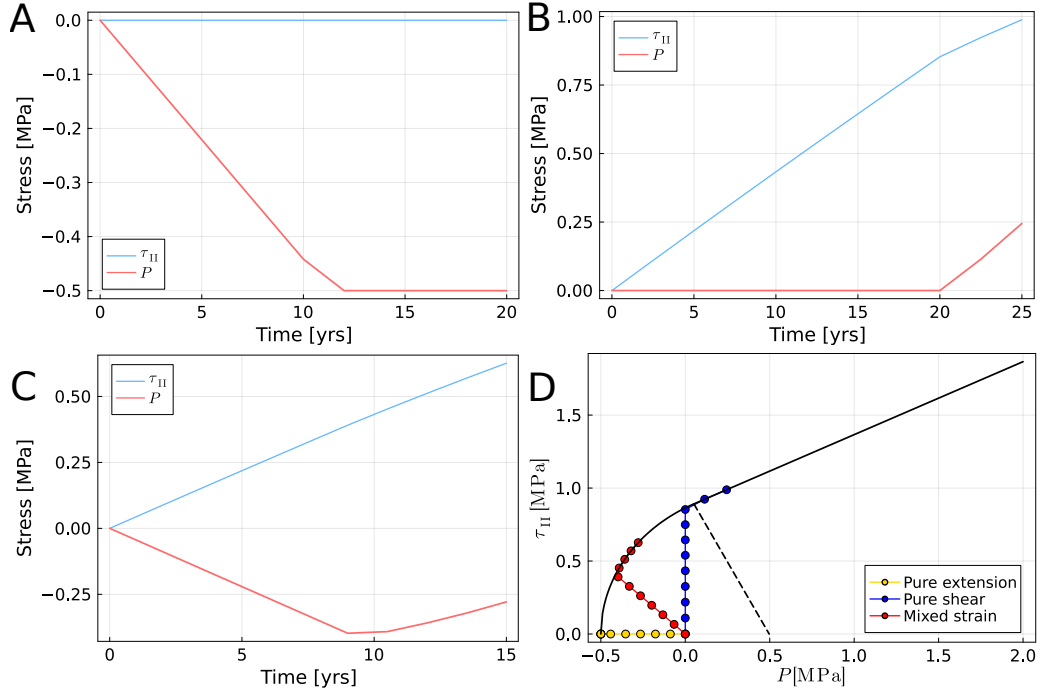 A
Stress [MPa]
0.0
−0.1
−0.2
−0.3
−0.4
−0.5
τII
P
0
5
10
15
20
Time [yrs]
B
Stress [MPa]
1.00
0.75
0.50
0.25
0.00
τII
P
0
5
10
15
20
25
Time [yrs]
C
Stress [MPa]
0.50
0.25
0.00
−0.25
τII
P
0
5
10
15
Time [yrs]
D
τII[MPa]
1.5
1.0
0.5
0.0
Pure extension
Pure shear
Mixed strain
−0.5
0.0
0.5
1.0
1.5
2.0
P[MPa]